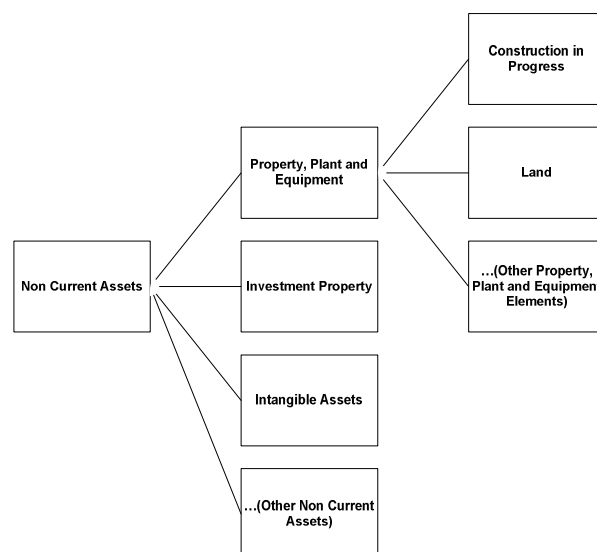 Construction in
Progress
Property, Plant and
Equipment
Land
Non Current Assets
Investment Property
…(Other Property,
Plant and Equipment
Elements)
Intangible Assets
…(Other Non Current
Assets)